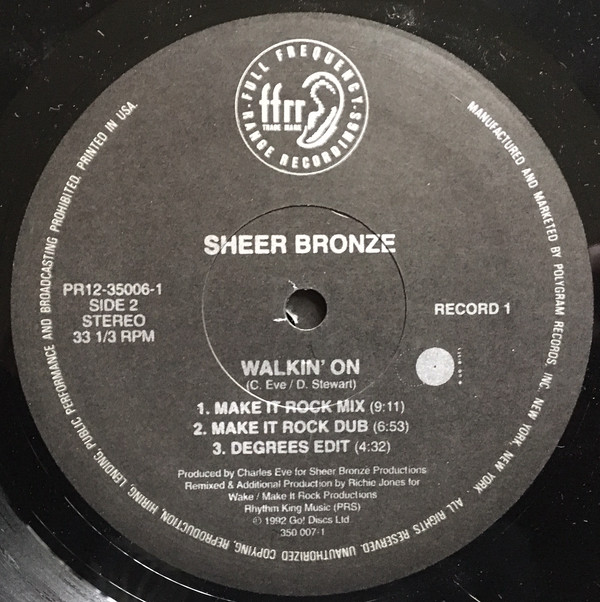 FULL FREQUENCY
ffrr
TRADE MARK
RANGE RECORDINGS
SHEER BRONZE
PR12-35006-1
SIDE 2
STEREO
33 1/3 RPM
RECORD 1
WALKIN' ON
(C. Eve / D. Stewart)
1. MAKE IT ROCK MIX (9:11)
2. MAKE IT ROCK DUB (6:53)
3. DEGREES EDIT (4:32)
Produced by Charles Eve for Sheer Bronze Productions
Remixed & Additional Production by Richie Jones for
Wake / Make It Rock Productions
Rhythm King Music (PRS)
℗ 1992 Go! Discs Ltd
350 007-1
MANUFACTURED AND MARKETED BY POLYGRAM RECORDS, INC. NEW YORK, NEW YORK. ALL RIGHTS RESERVED. UNAUTHORIZED COPYING, REPRODUCTION, HIRING, LENDING, PUBLIC PERFORMANCE AND BROADCASTING PROHIBITED. PRINTED IN USA.